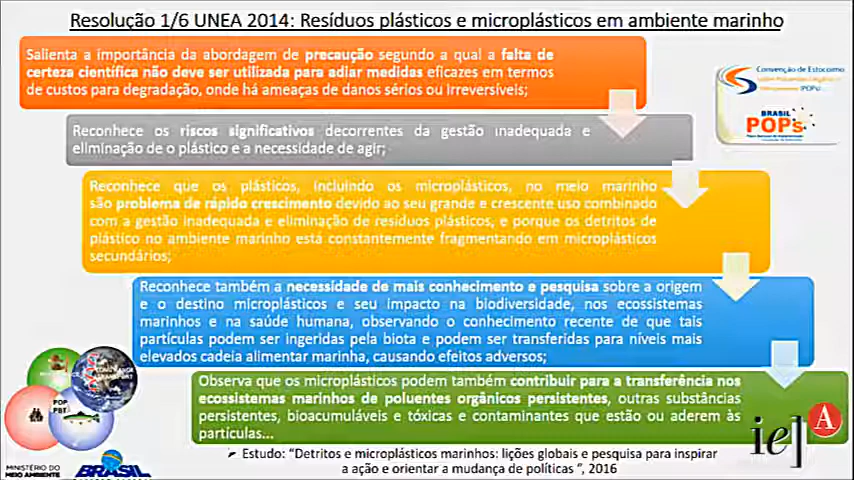 Resolução 1/6 UNEA 2014: Resíduos plásticos e microplásticos em ambiente marinho
Salienta a importância da abordagem de precaução segundo a qual a falta de
certeza científica não deve ser utilizada para adiar medidas eficazes em termos
de custos para degradação, onde há ameaças de danos sérios ou irreversíveis;
Convenção de Estocolmo
BRASIL
POPs
Reconhece os riscos significativos decorrentes da gestão inadequada e
eliminação de o plástico e a necessidade de agir;
Reconhece que os plásticos, incluindo os microplásticos, no meio marinho
são problema de rápido crescimento devido ao seu grande e crescente uso combinado
com a gestão inadequada e eliminação de resíduos plásticos, e porque os detritos de
plástico no ambiente marinho está constantemente fragmentando em microplásticos
secundários;
Reconhece também a necessidade de mais conhecimento e pesquisa sobre a origem
e o destino microplásticos e seu impacto na biodiversidade, nos ecossistemas
marinhos e na saúde humana, observando o conhecimento recente de que tais
partículas podem ser ingeridas pela biota e podem ser transferidas para níveis mais
elevados cadeia alimentar marinha, causando efeitos adversos;
Observa que os microplásticos podem também contribuir para a transferência nos
ecossistemas marinhos de poluentes orgânicos persistentes, outras substâncias
persistentes, bioacumuláveis e tóxicas e contaminantes que estão ou aderem às
partículas...
POP
PBT
iea
A
MINISTÉRIO DO
MEIO AMBIENTE
BRASIL
➢ Estudo: "Detritos e microplásticos marinhos: lições globais e pesquisa para inspirar
a ação e orientar a mudança de políticas ", 2016